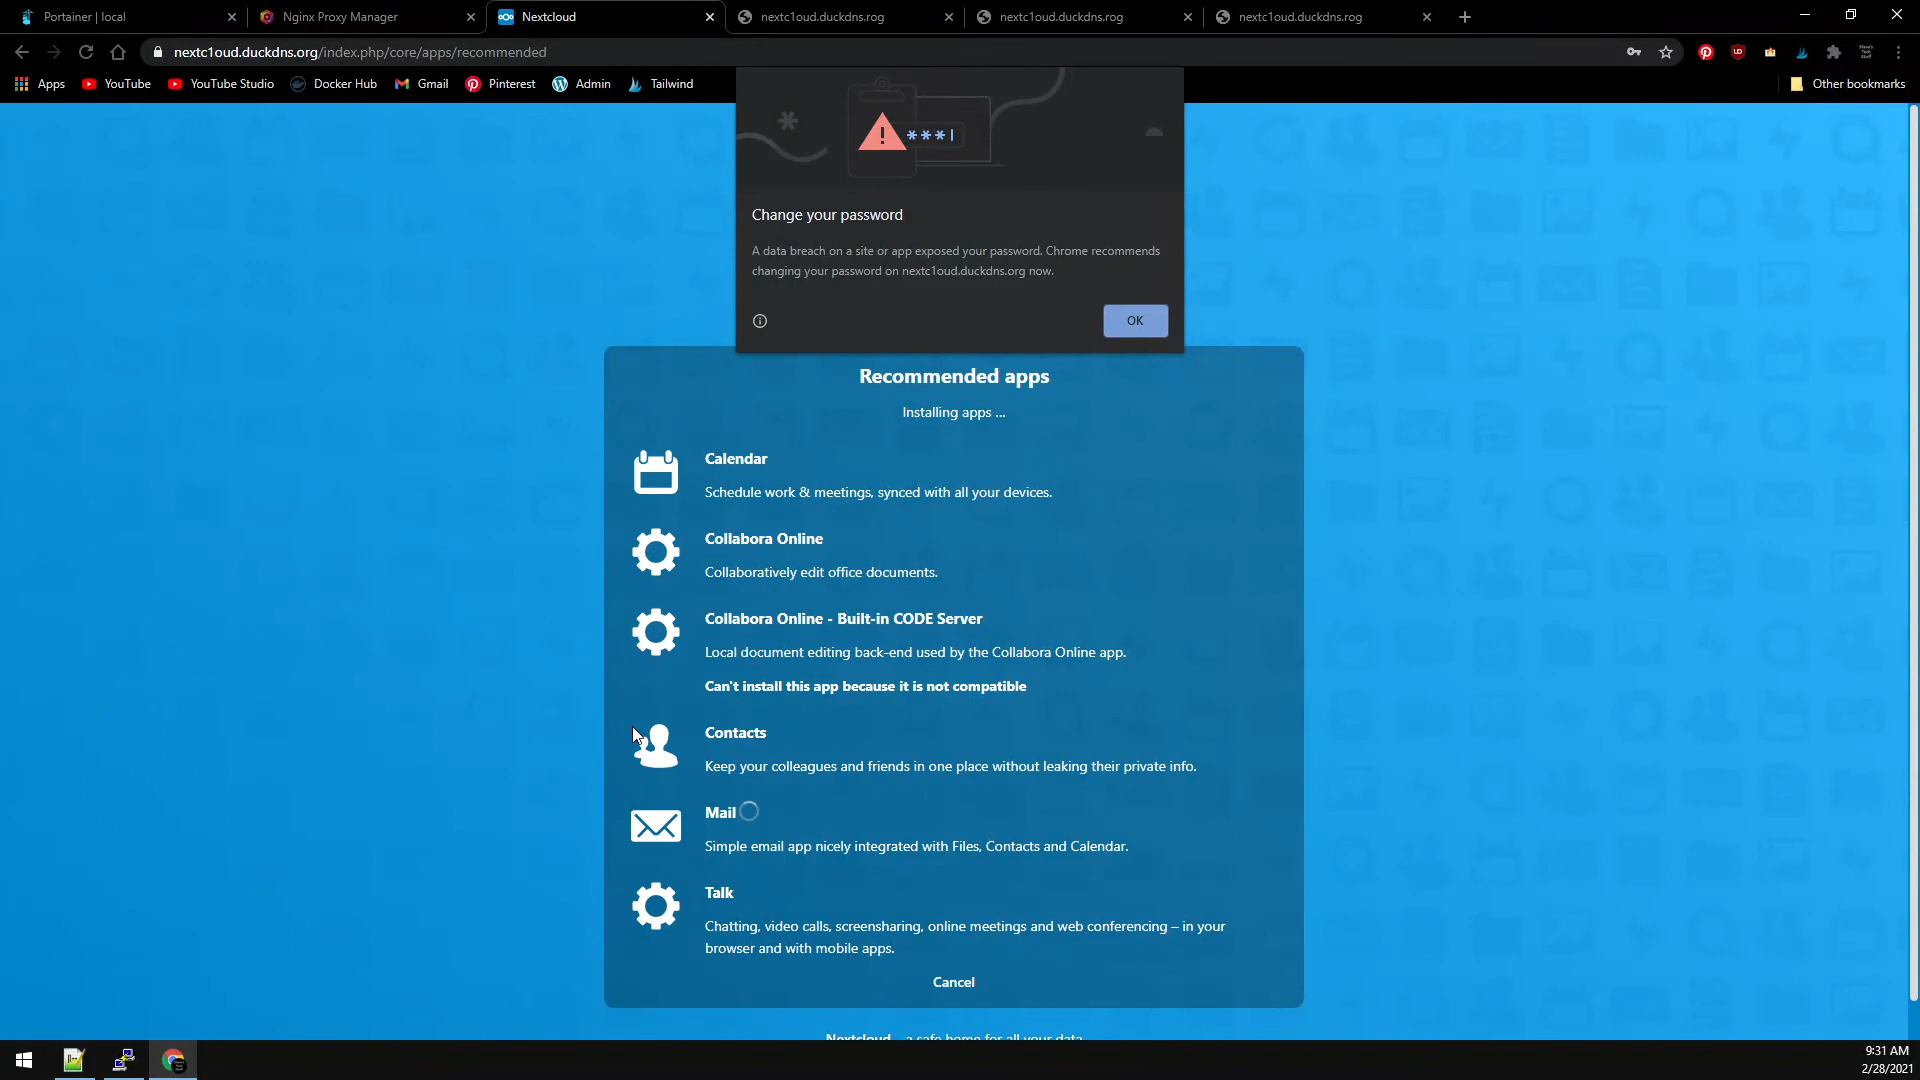 Portainer | local
Nginx Proxy Manager
Nextcloud
nextc1oud.duckdns.rog
nextc1oud.duckdns.rog
nextc1oud.duckdns.rog
nextc1oud.duckdns.org/index.php/core/apps/recommended
Apps
YouTube
YouTube Studio
Docker Hub
Gmail
Pinterest
Admin
Tailwind
Other bookmarks
***|
Change your password
A data breach on a site or app exposed your password. Chrome recommends
changing your password on nextc1oud.duckdns.org now.
OK
Recommended apps
Installing apps ...
Calendar
Schedule work & meetings, synced with all your devices.
Collabora Online
Collaboratively edit office documents.
Collabora Online - Built-in CODE Server
Local document editing back-end used by the Collabora Online app.
Can't install this app because it is not compatible
Contacts
Keep your colleagues and friends in one place without leaking their private info.
Mail
Simple email app nicely integrated with Files, Contacts and Calendar.
Talk
Chatting, video calls, screensharing, online meetings and web conferencing – in your
browser and with mobile apps.
Cancel
Nextcloud – a safe home for all your data
9:31 AM
2/28/2021